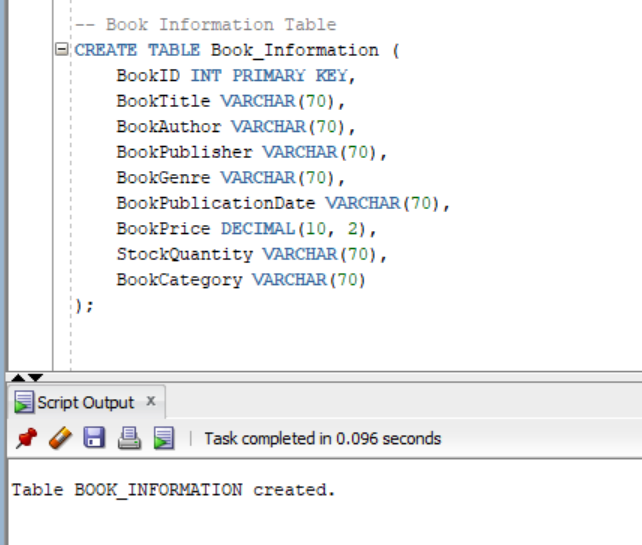 -- Book Information Table
CREATE TABLE Book_Information (
BookID INT PRIMARY KEY,
BookTitle VARCHAR(70),
BookAuthor VARCHAR(70),
BookPublisher VARCHAR(70),
BookGenre VARCHAR(70),
BookPublicationDate VARCHAR(70),
BookPrice DECIMAL(10, 2),
StockQuantity VARCHAR(70),
BookCategory VARCHAR(70)
);
Script Output x
Task completed in 0.096 seconds
Table BOOK_INFORMATION created.